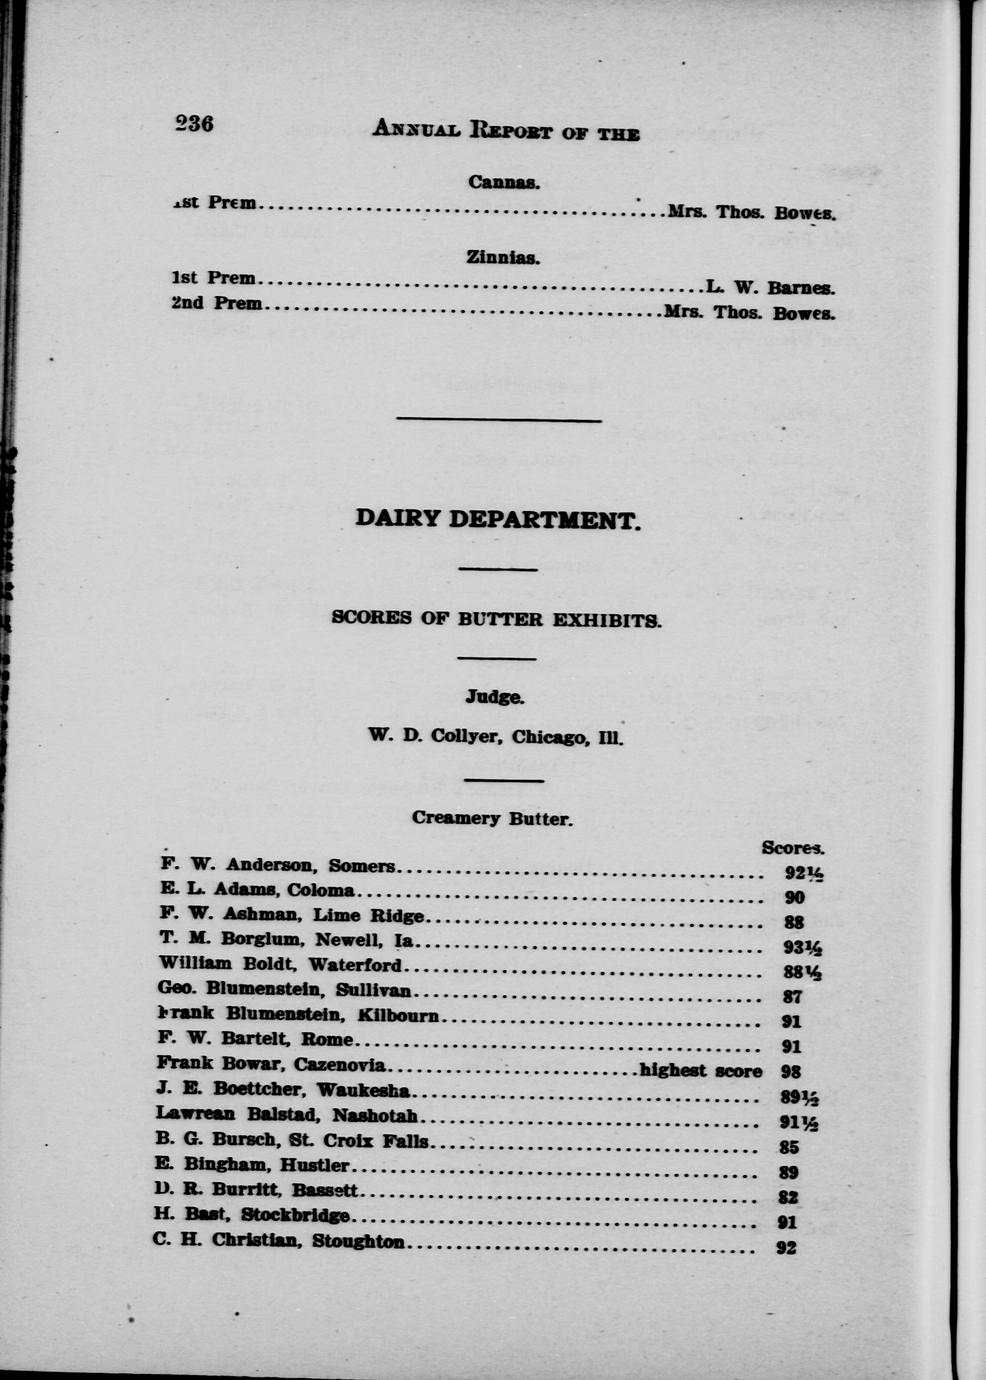 236 ANNUAL REPORT OF THE
Cannas.
1st Prem..........................................Mrs. Thos. Bowes.
Zinnias.
1st Prem..............................................L. W. Barnes.
2nd Prem.........................................Mrs. Thos. Bowes.
DAIRY DEPARTMENT.
SCORES OF BUTTER EXHIBITS.
Judge.
W. D. Collyer, Chicago, Ill.
Creamery Butter.
Scores.
F. W. Anderson, Somers...................................... 92½
E. L. Adams, Coloma.......................................... 90
F. W. Ashman, Lime Ridge................................... 88
T. M. Borglum, Newell, Ia.................................... 93½
William Boldt, Waterford..................................... 88½
Geo. Blumenstein, Sullivan.................................... 87
Frank Blumenstein, Kilbourn................................. 91
F. W. Bartelt, Rome.......................................... 91
Frank Bowar, Cazenovia..........................highest score 98
J. E. Boettcher, Waukesha.................................... 89½
Lawrean Balstad, Nashotah................................... 91½
B. G. Bursch, St. Croix Falls.................................. 85
E. Bingham, Hustler.......................................... 89
D. R. Burritt, Bassett......................................... 82
H. Bast, Stockbridge.......................................... 91
C. H. Christian, Stoughton.................................... 92